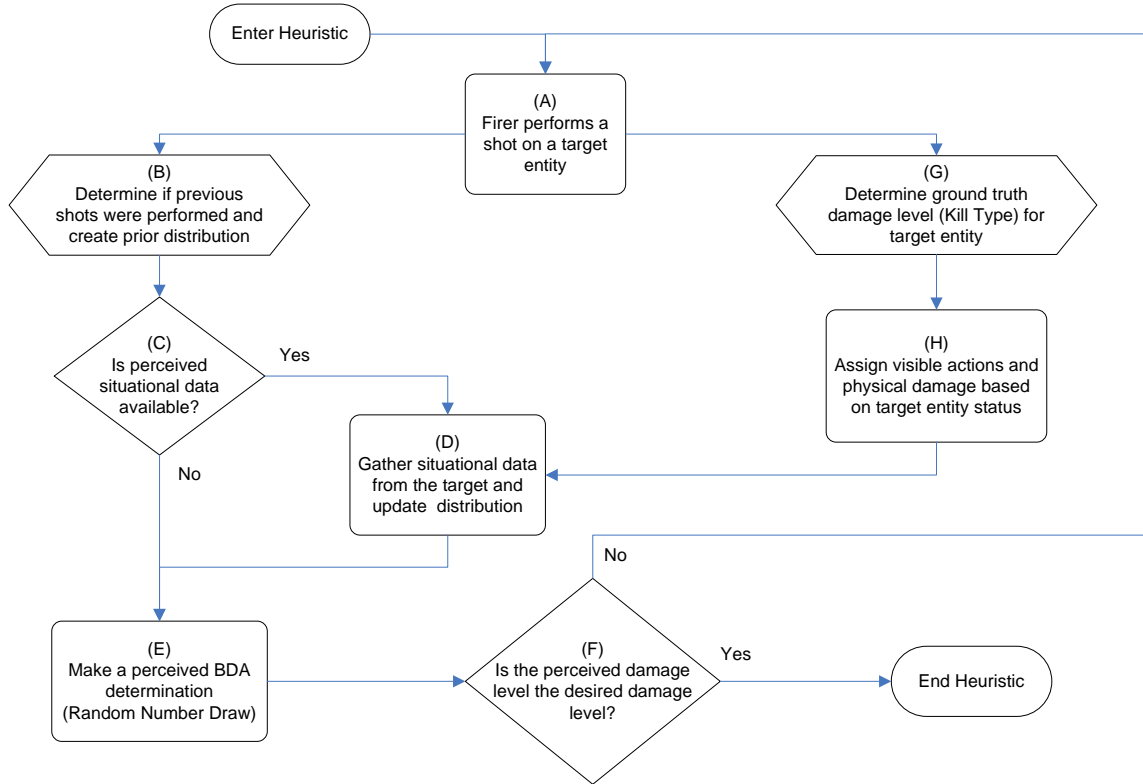 Enter Heuristic
(A)
Firer performs a
shot on a target
entity
(B)
Determine if previous
shots were performed and
create prior distribution
(G)
Determine ground truth
damage level (Kill Type) for
target entity
(C)
Is perceived
situational data
available?
Yes
No
(H)
Assign visible actions and
physical damage based
on target entity status
(D)
Gather situational data
from the target and
update distribution
(E)
Make a perceived BDA
determination
(Random Number Draw)
No
(F)
Is the perceived damage
level the desired damage
level?
Yes
End Heuristic